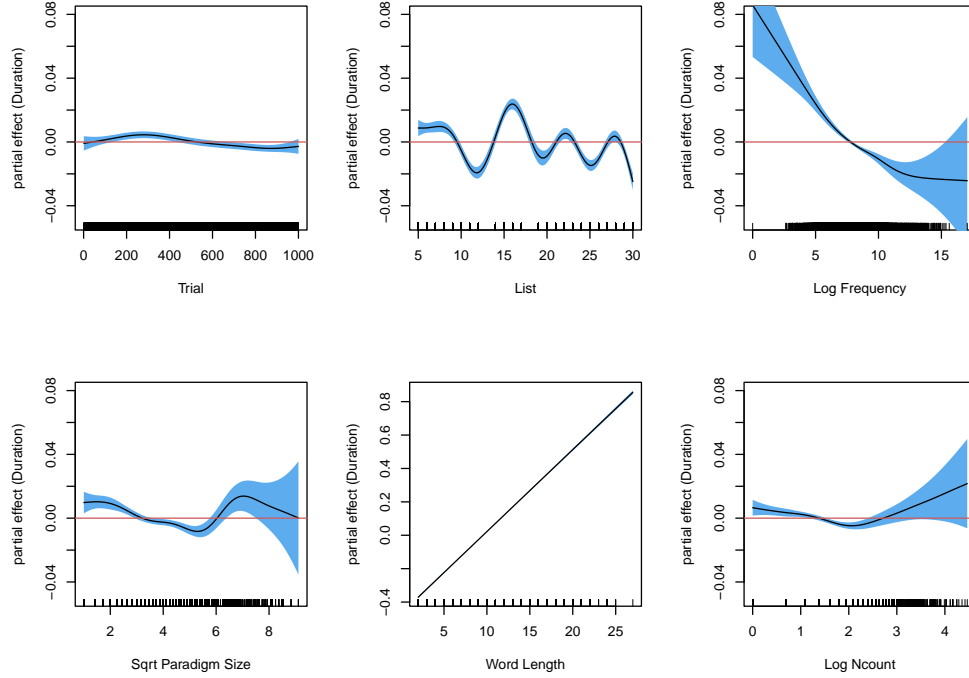 partial effect (Duration)
0.08
0.04
0.00
−0.04
0 200 400 600 800 1000
Trial
partial effect (Duration)
0.08
0.04
0.00
−0.04
5 10 15 20 25 30
List
partial effect (Duration)
0.08
0.04
0.00
−0.04
0 5 10 15
Log Frequency
partial effect (Duration)
0.08
0.04
0.00
−0.04
2 4 6 8
Sqrt Paradigm Size
partial effect (Duration)
0.8
0.6
0.4
0.2
0.0
−0.4
5 10 15 20 25
Word Length
partial effect (Duration)
0.08
0.04
0.00
−0.04
0 1 2 3 4
Log Ncount